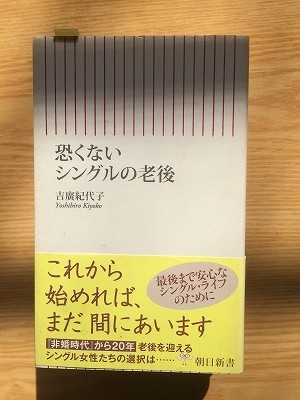 恐くない
シングルの老後
吉廣紀代子
Yoshihiro Kiyoko
これから
始めれば、
まだ間にあいます
最後まで安心な
シングル・ライフ
のために
『非婚時代』から20年 老後を迎える
シングル女性たちの選択は……
朝日新書